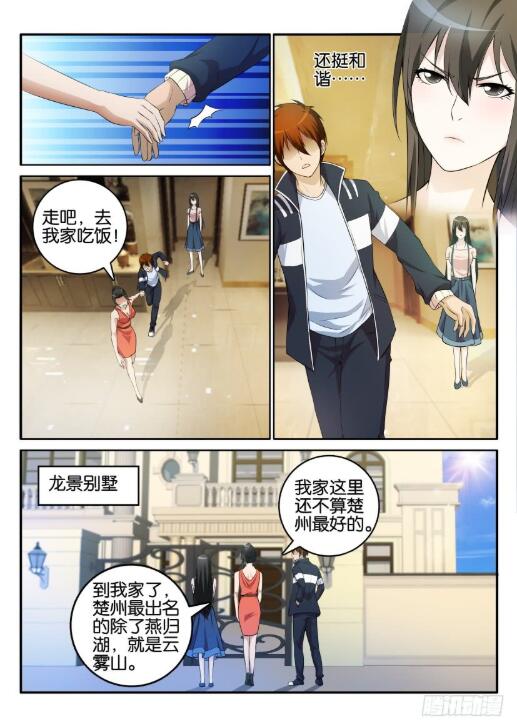 还挺和
谐……
走吧，去
我家吃饭！
龙景别墅
我家这里
还不算楚
州最好的。
到我家了，
楚州最出名
的除了燕归
湖，就是云
雾山。
腾讯动漫